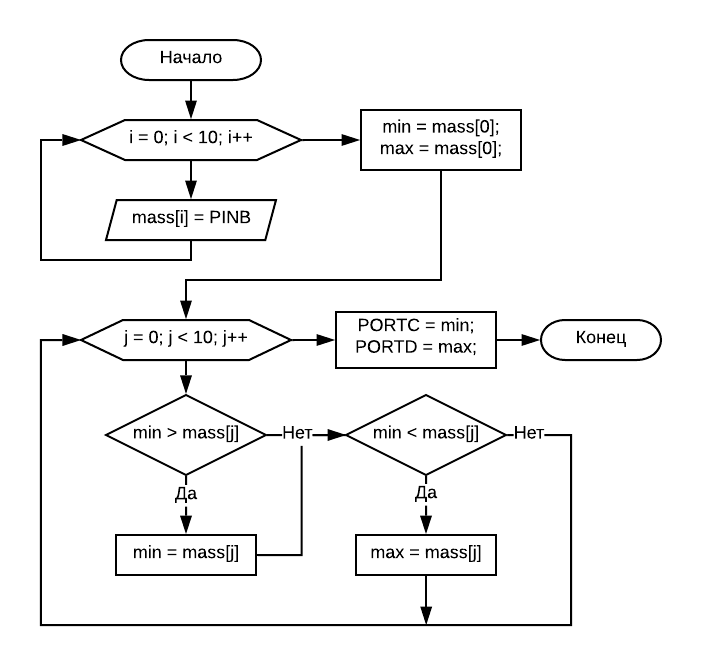 Начало
i = 0; i < 10; i++
min = mass[0];
max = mass[0];
mass[i] = PINB
j = 0; j < 10; j++
PORTC = min;
PORTD = max;
Конец
min > mass[j]
Нет
min < mass[j]
Нет
Да
Да
min = mass[j]
max = mass[j]